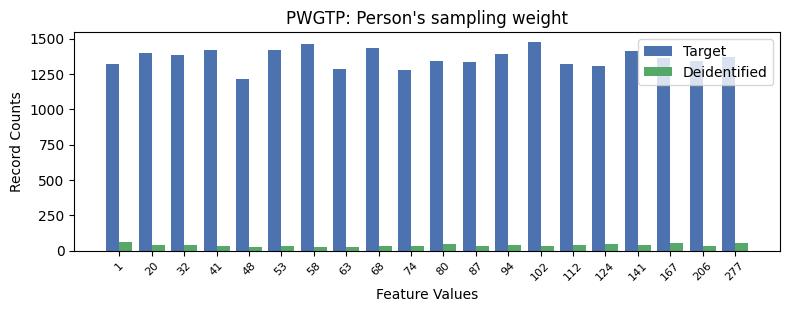 PWGTP: Person's sampling weight
Record Counts
1500
1250
1000
750
500
250
0
Target
Deidentified
1 20 32 41 48 53 58 63 68 74 80 87 94 102 112 124 141 167 206 277
Feature Values